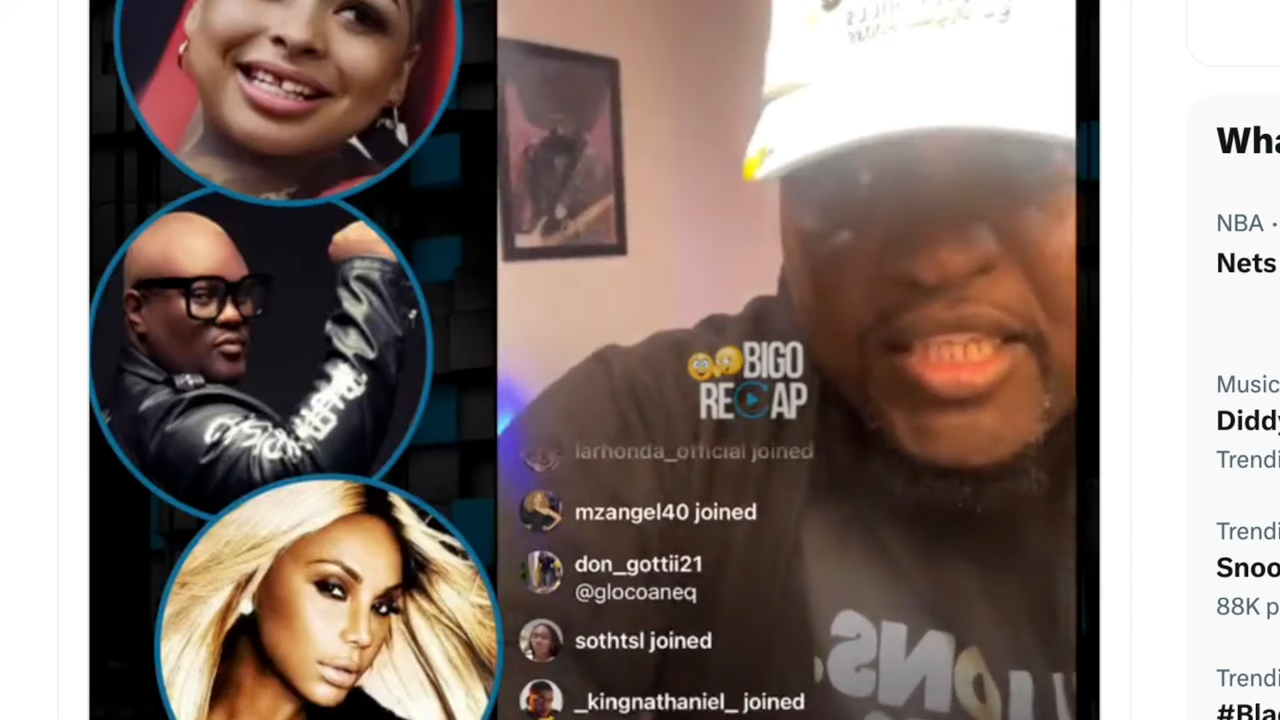 BIGO
RECAP
larhonda_official joined
mzangel40 joined
don_gottii21
@glocoaneq
sothtsl joined
_kingnathaniel_ joined
Wha
NBA ·
Nets
Music
Diddy
Trendi
Trendi
Snoo
88K p
Trendi
#Bla